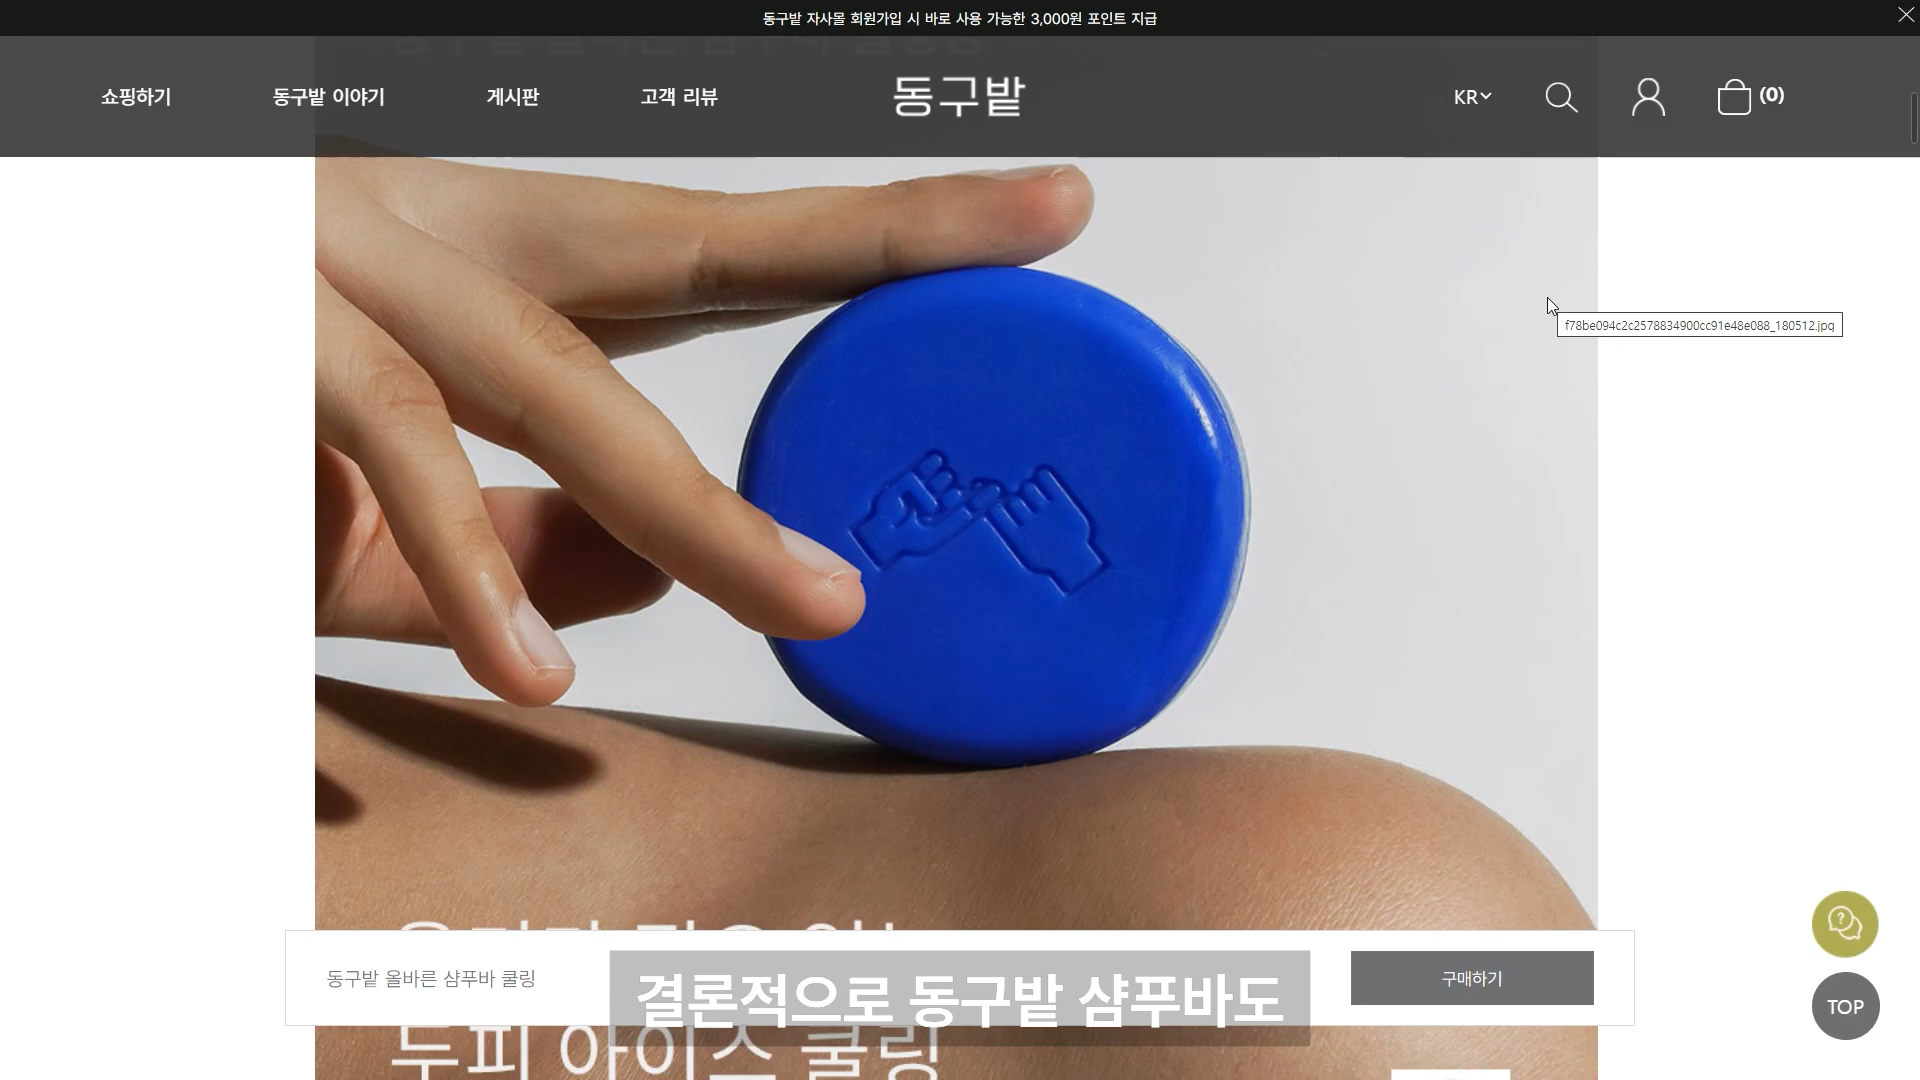 동구밭 자사몰 회원가입 시 바로 사용 가능한 3,000원 포인트 지급
쇼핑하기
동구밭 이야기
게시판
고객 리뷰
동구밭
KR
(0)
f78be094c2c2578834900cc91e48e088_180512.jpg
동구밭 올바른 샴푸바 쿨링
결론적으로 동구밭 샴푸바도
구매하기
두피 아이스 쿨링
TOP